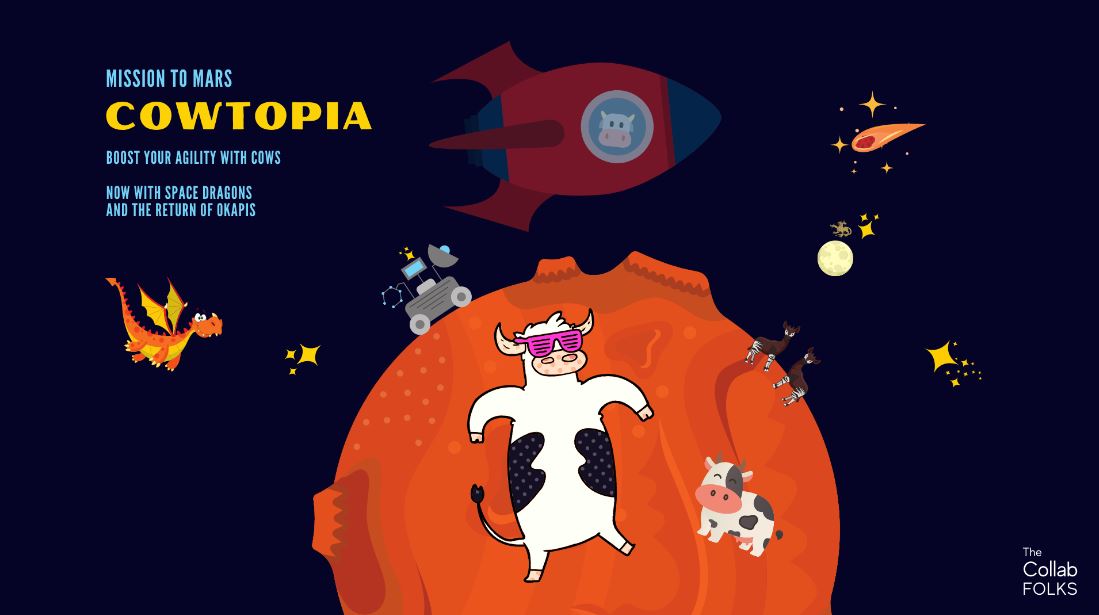 MISSION TO MARS
COWTOPIA
BOOST YOUR AGILITY WITH COWS
NOW WITH SPACE DRAGONS
AND THE RETURN OF OKAPIS
The
Collab
FOLKS